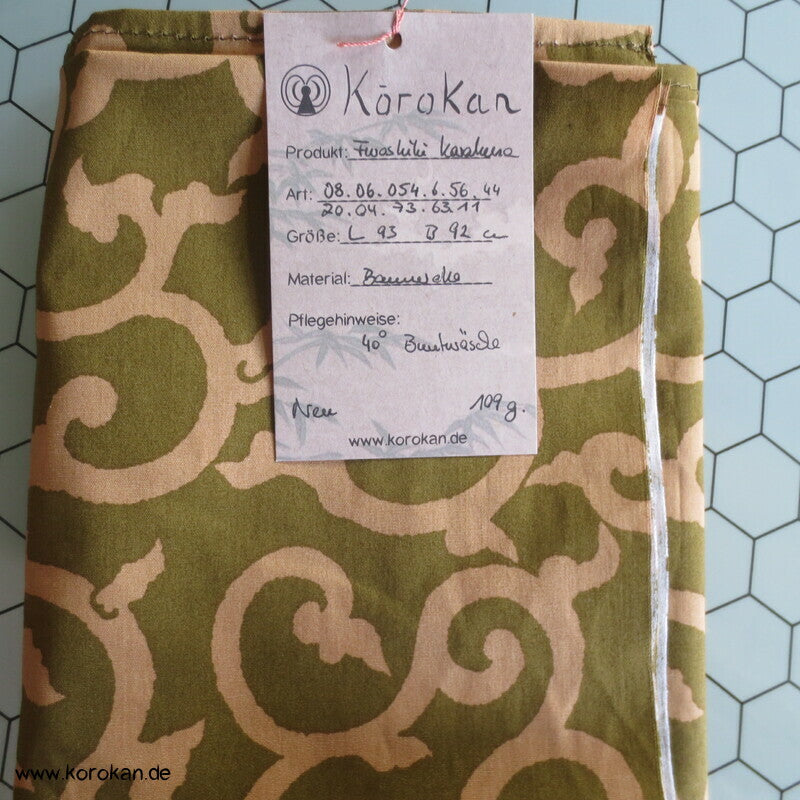 Kōrokan
Produkt: Furoshiki Karakusa
Art: 08.06.054.6.56.44
20.04.73.63.11
Größe: L 93 B 92 cm
Material: Baumwolle
Pflegehinweise:
40° Buntwäsche
Neu 109 g.
www.korokan.de
www.korokan.de